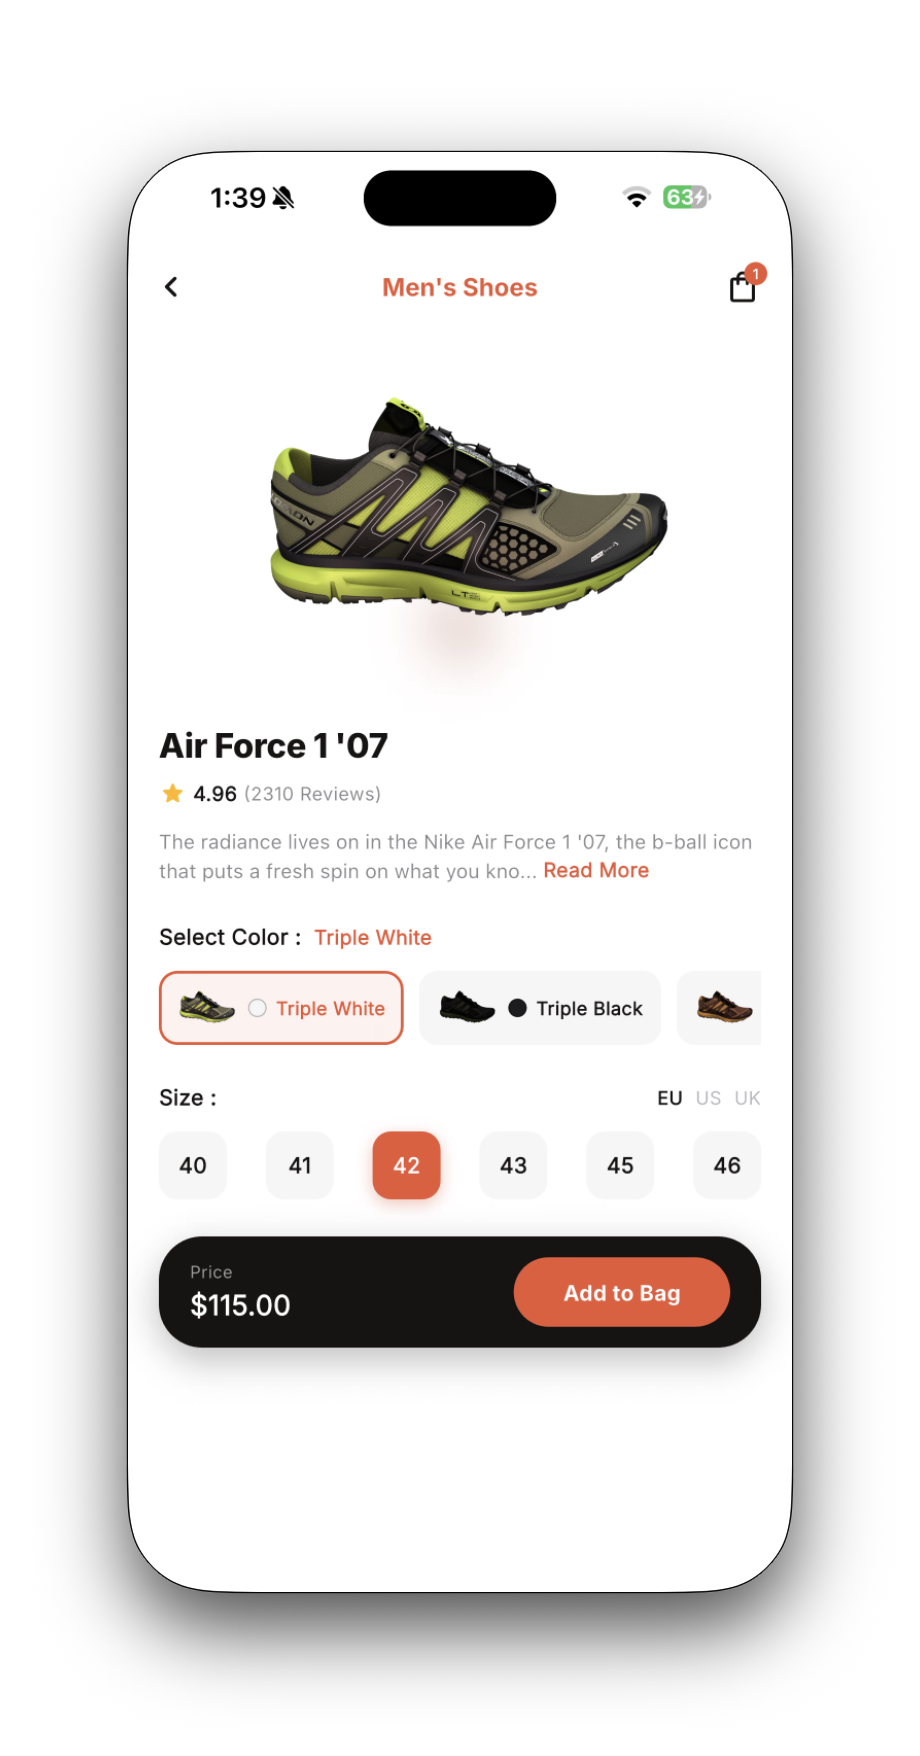 1:39
63
Men's Shoes
1
LT
Air Force 1 '07
4.96 (2310 Reviews)
The radiance lives on in the Nike Air Force 1 '07, the b-ball icon
that puts a fresh spin on what you kno... Read More
Select Color : Triple White
Triple White
Triple Black
Size :
EU US UK
40 41 42 43 45 46
Price
$115.00
Add to Bag